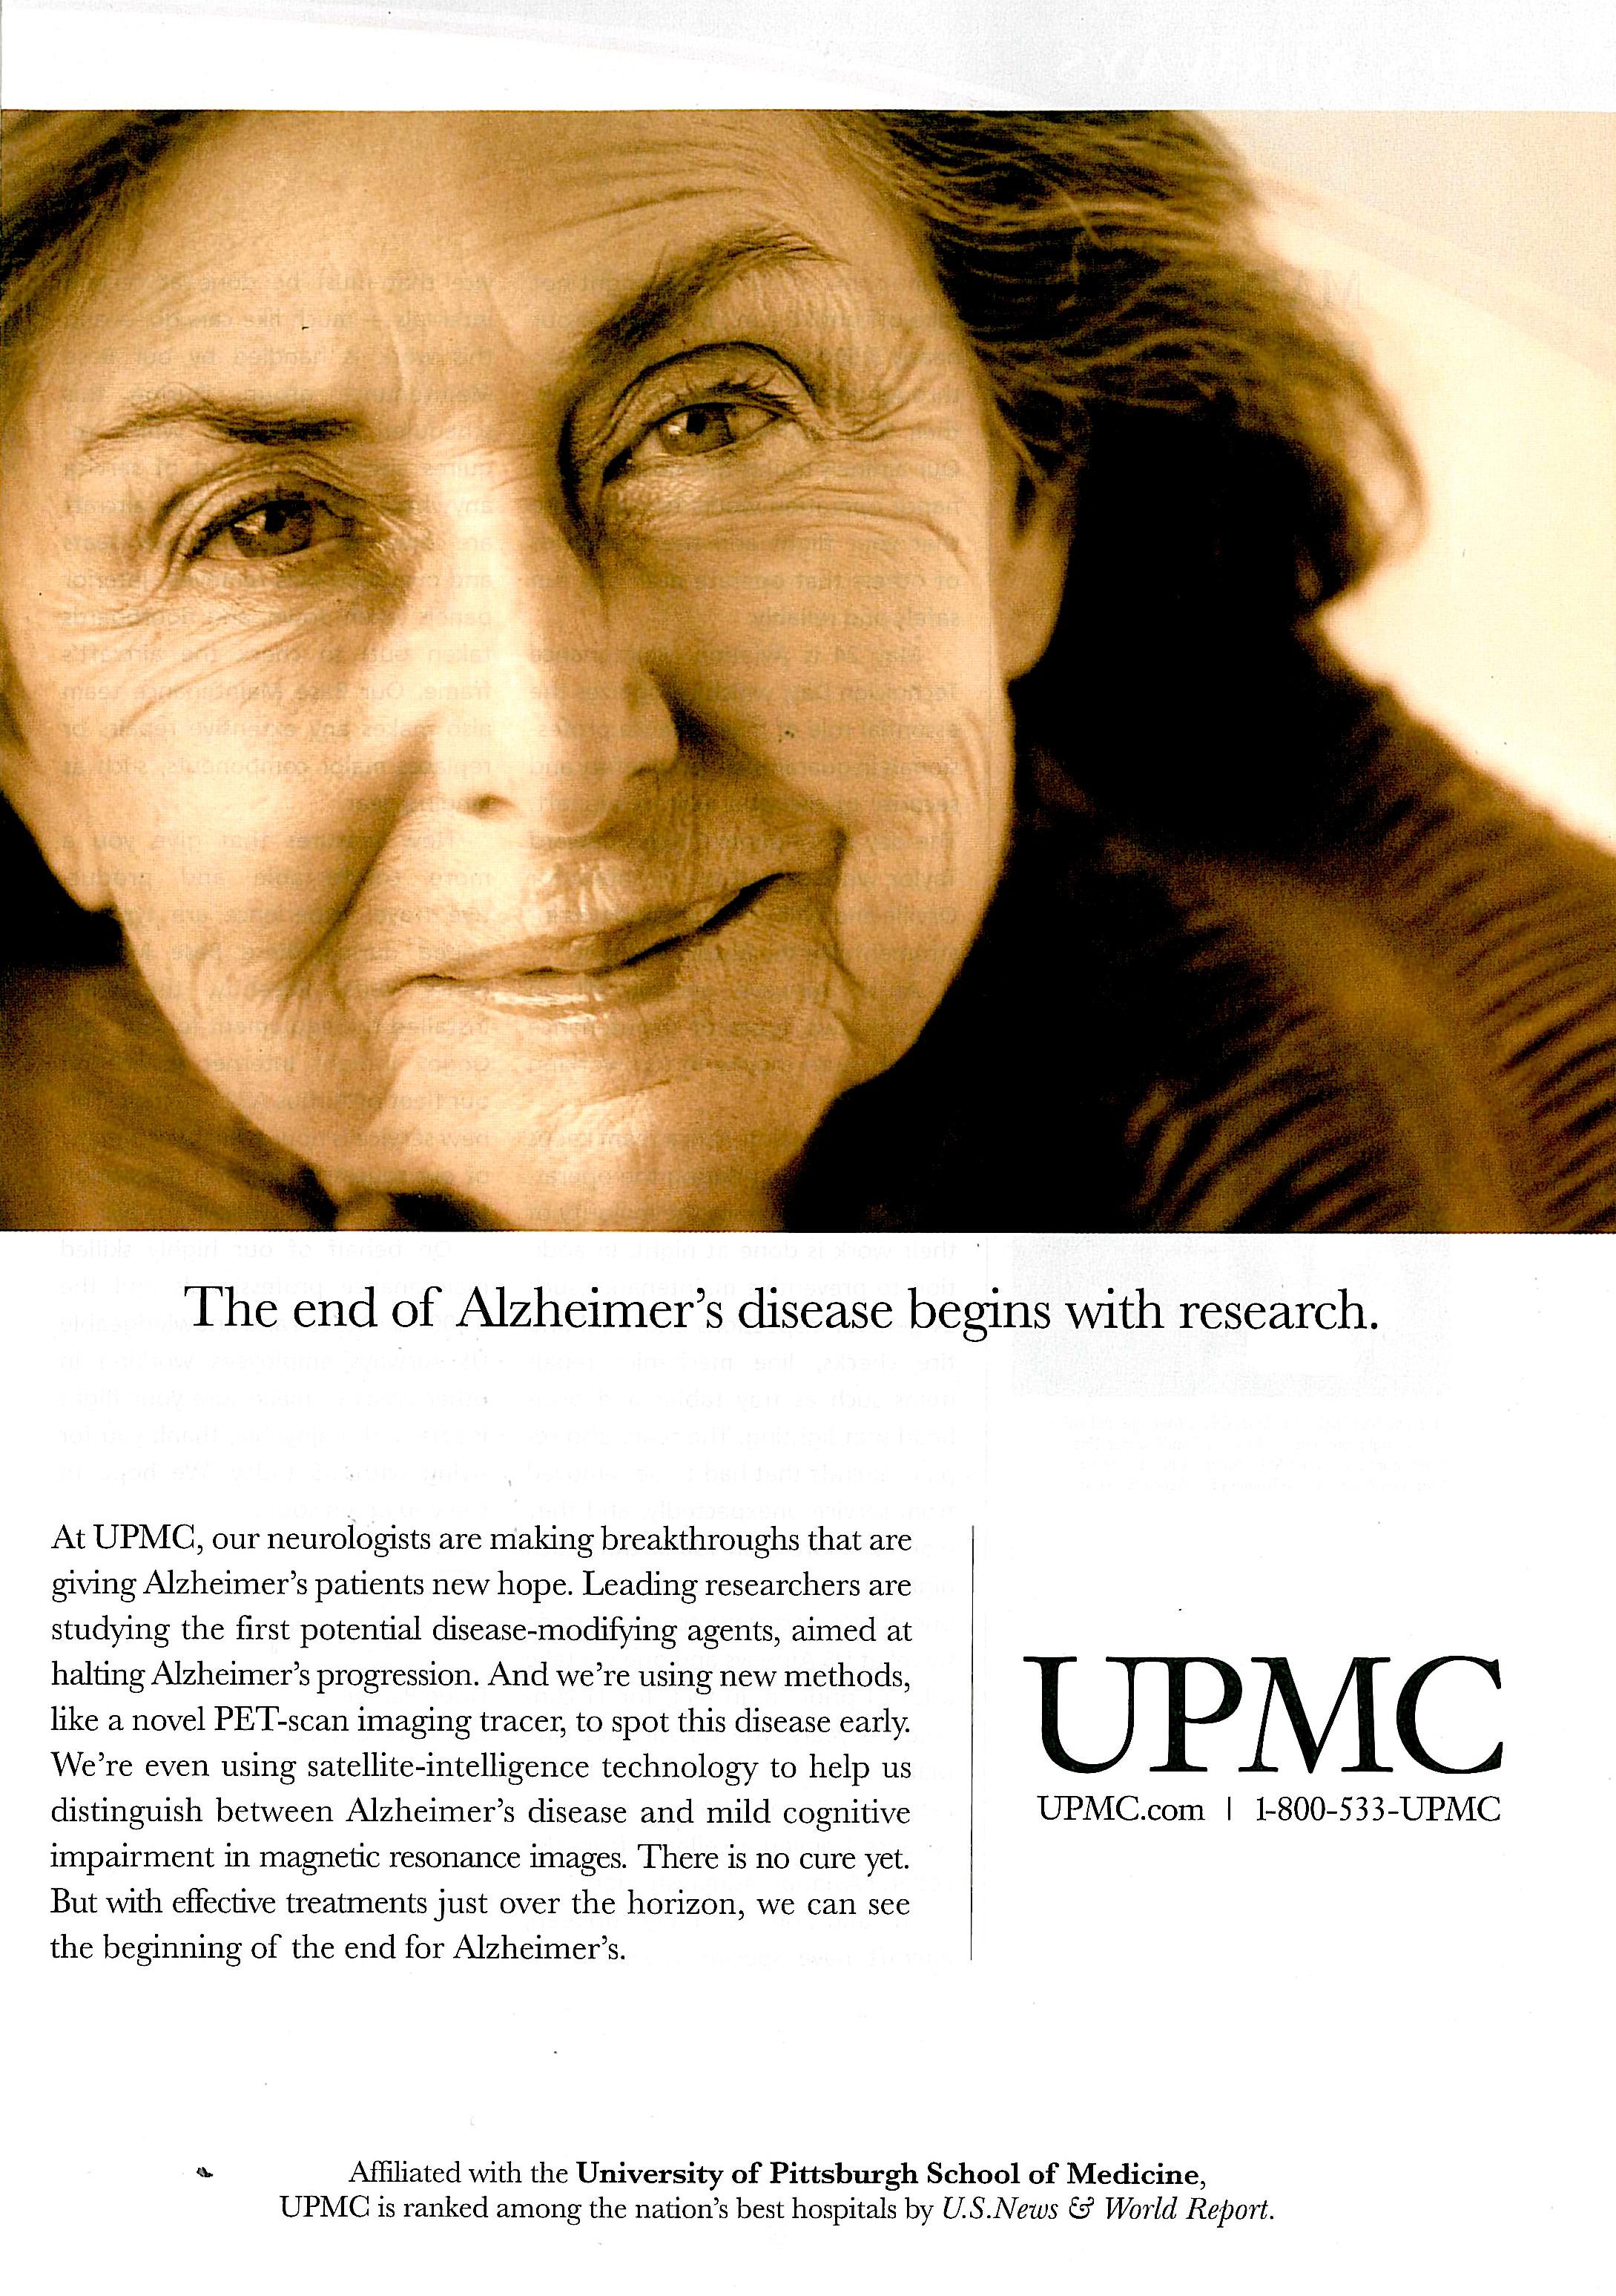 The end of Alzheimer's disease begins with research.
At UPMC, our neurologists are making breakthroughs that are
giving Alzheimer's patients new hope. Leading researchers are
studying the first potential disease-modifying agents, aimed at
halting Alzheimer's progression. And we're using new methods,
like a novel PET-scan imaging tracer, to spot this disease early.
We're even using satellite-intelligence technology to help us
distinguish between Alzheimer's disease and mild cognitive
impairment in magnetic resonance images. There is no cure yet.
But with effective treatments just over the horizon, we can see
the beginning of the end for Alzheimer's.
UPMC
UPMC.com | 1-800-533-UPMC
Affiliated with the University of Pittsburgh School of Medicine,
UPMC is ranked among the nation's best hospitals by U.S.News & World Report.